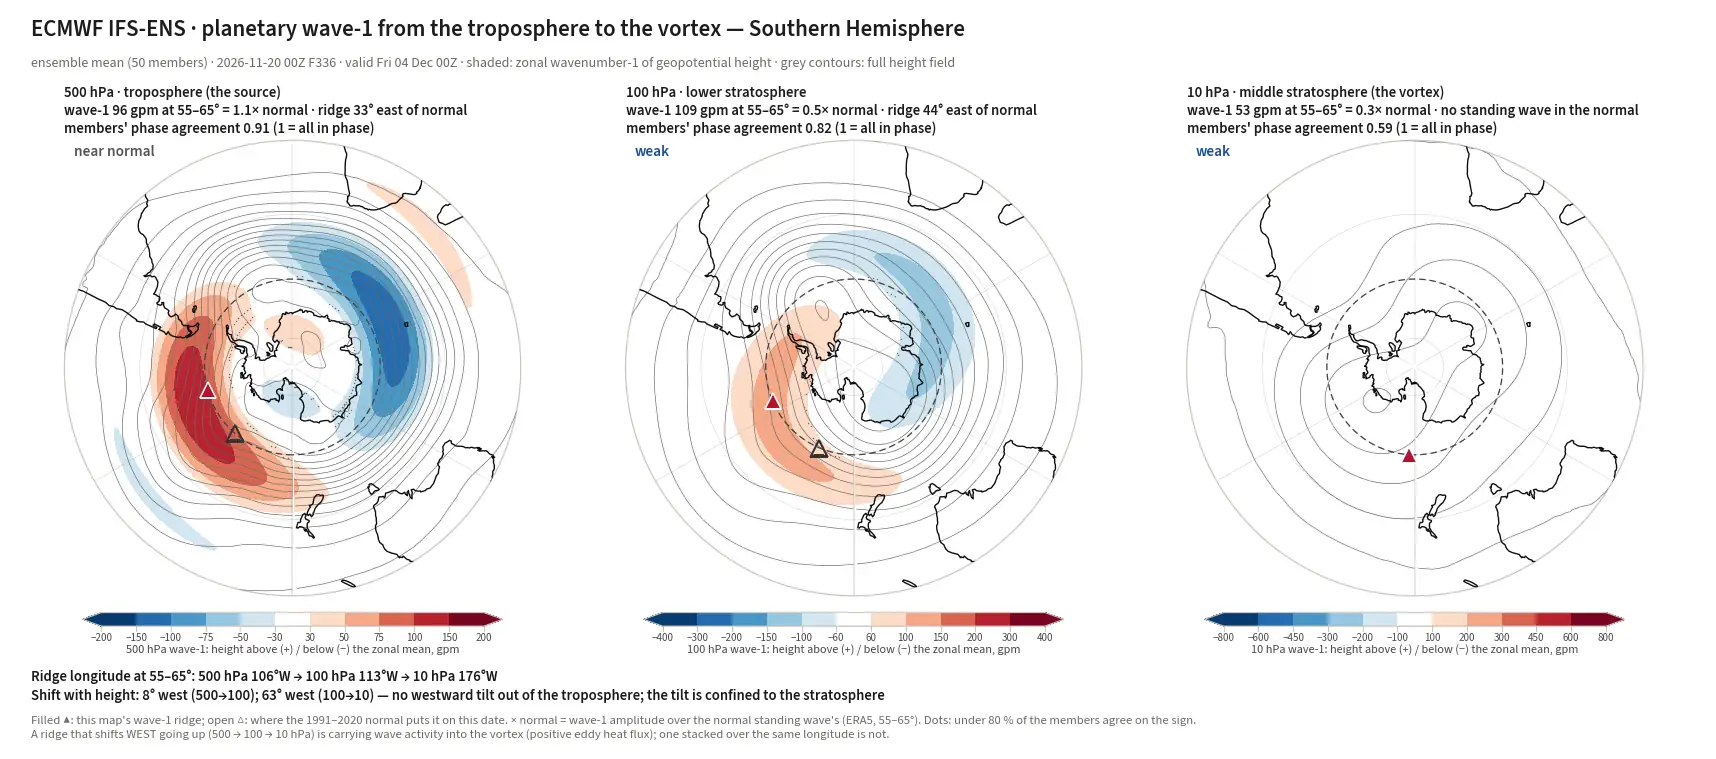 ECMWF IFS-ENS · planetary wave-1 from the troposphere to the vortex — Southern Hemisphere
ensemble mean (50 members) · 2026-11-20 00Z F336 · valid Fri 04 Dec 00Z · shaded: zonal wavenumber-1 of geopotential height · grey contours: full height field
500 hPa · troposphere (the source)
wave-1 96 gpm at 55–65° = 1.1× normal · ridge 33° east of normal
members' phase agreement 0.91 (1 = all in phase)
near normal
100 hPa · lower stratosphere
wave-1 109 gpm at 55–65° = 0.5× normal · ridge 44° east of normal
members' phase agreement 0.82 (1 = all in phase)
weak
10 hPa · middle stratosphere (the vortex)
wave-1 53 gpm at 55–65° = 0.3× normal · no standing wave in the normal
members' phase agreement 0.59 (1 = all in phase)
weak
−200 −150 −100 −75 −50 −30 30 50 75 100 150 200
500 hPa wave-1: height above (+) / below (−) the zonal mean, gpm
−400 −300 −200 −150 −100 −60 60 100 150 200 300 400
100 hPa wave-1: height above (+) / below (−) the zonal mean, gpm
−800 −600 −450 −300 −200 −100 100 200 300 450 600 800
10 hPa wave-1: height above (+) / below (−) the zonal mean, gpm
Ridge longitude at 55–65°: 500 hPa 106°W → 100 hPa 113°W → 10 hPa 176°W
Shift with height: 8° west (500→100); 63° west (100→10) — no westward tilt out of the troposphere; the tilt is confined to the stratosphere
Filled ▲: this map's wave-1 ridge; open △: where the 1991–2020 normal puts it on this date. × normal = wave-1 amplitude over the normal standing wave's (ERA5, 55–65°). Dots: under 80 % of the members agree on the sign.
A ridge that shifts WEST going up (500 → 100 → 10 hPa) is carrying wave activity into the vortex (positive eddy heat flux); one stacked over the same longitude is not.